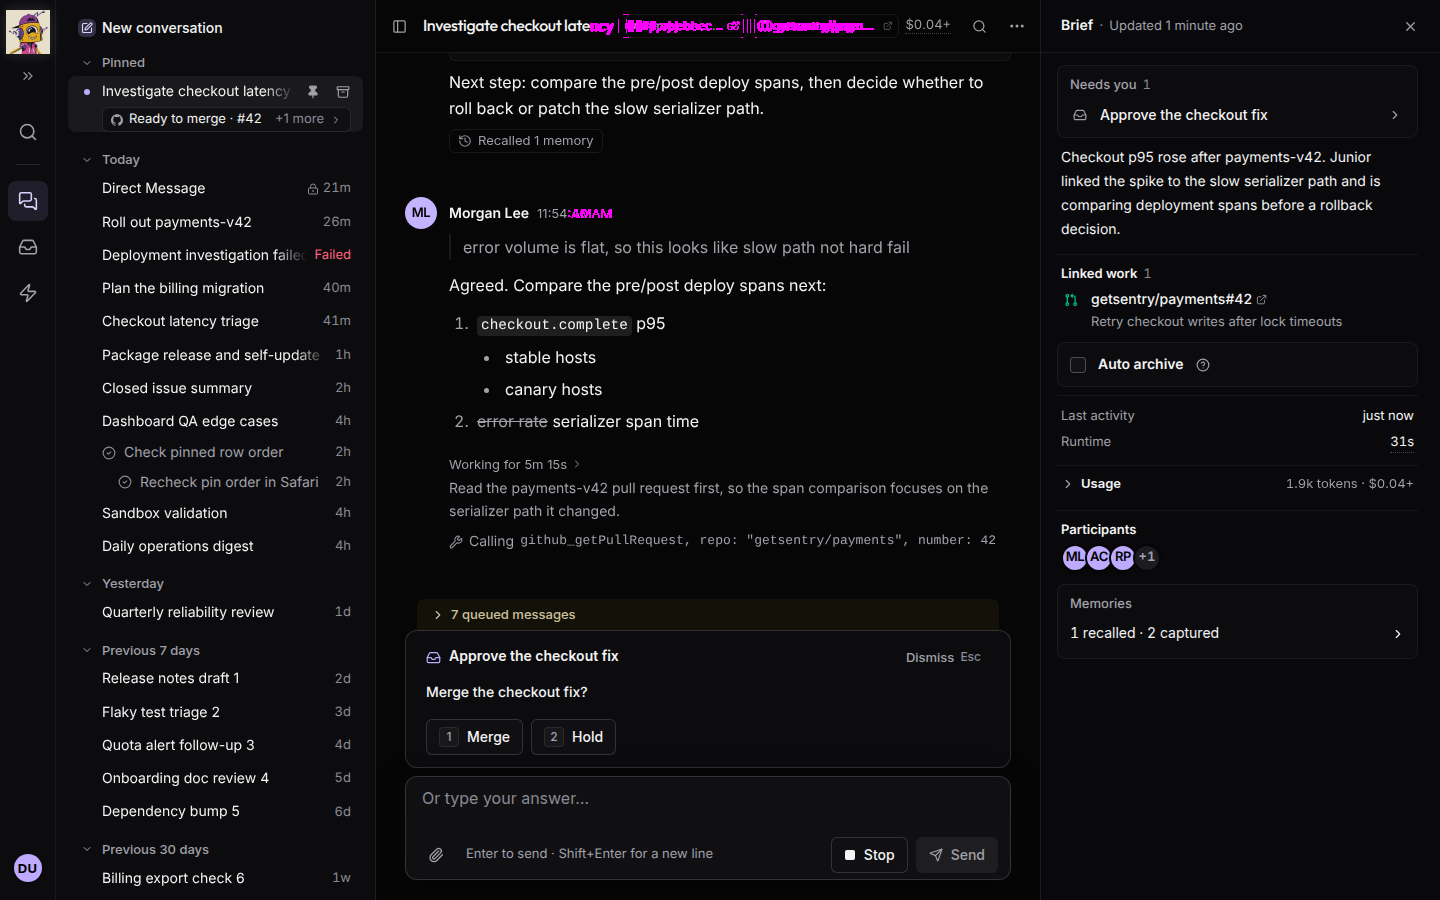 New conversation
Pinned
Investigate checkout latency
Ready to merge · #42 +1 more
Today
Direct Message 21m
Roll out payments-v42 26m
Deployment investigation failed Failed
Plan the billing migration 40m
Checkout latency triage 41m
Package release and self-update 1h
Closed issue summary 2h
Dashboard QA edge cases 4h
Check pinned row order 2h
Recheck pin order in Safari 2h
Sandbox validation 4h
Daily operations digest 4h
Yesterday
Quarterly reliability review 1d
Previous 7 days
Release notes draft 1 2d
Flaky test triage 2 3d
Quota alert follow-up 3 4d
Onboarding doc review 4 5d
Dependency bump 5 6d
Previous 30 days
Billing export check 6 1w
DU
Investigate checkout latency
$0.04+
Next step: compare the pre/post deploy spans, then decide whether to
roll back or patch the slow serializer path.
Recalled 1 memory
ML Morgan Lee 11:54 AM
error volume is flat, so this looks like slow path not hard fail
Agreed. Compare the pre/post deploy spans next:
1. checkout.complete p95
• stable hosts
• canary hosts
2. error rate serializer span time
Working for 5m 15s
Read the payments-v42 pull request first, so the span comparison focuses on the
serializer path it changed.
Calling github_getPullRequest, repo: "getsentry/payments", number: 42
7 queued messages
Approve the checkout fix Dismiss Esc
Merge the checkout fix?
1 Merge 2 Hold
Or type your answer...
Enter to send · Shift+Enter for a new line
Stop Send
Brief · Updated 1 minute ago
Needs you 1
Approve the checkout fix
Checkout p95 rose after payments-v42. Junior
linked the spike to the slow serializer path and is
comparing deployment spans before a rollback
decision.
Linked work 1
getsentry/payments#42
Retry checkout writes after lock timeouts
Auto archive
Last activity just now
Runtime 31s
Usage 1.9k tokens · $0.04+
Participants
ML AC RP +1
Memories
1 recalled · 2 captured